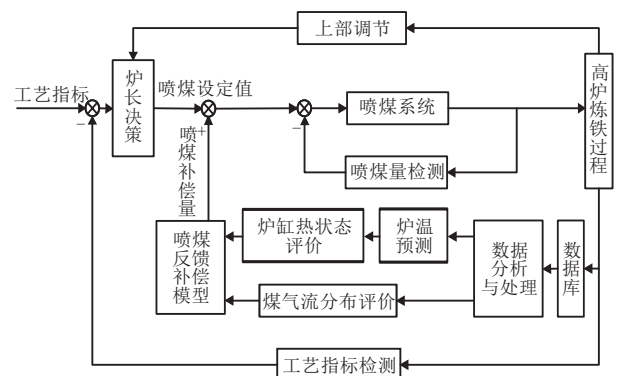 上部调节
工艺指标
−
炉长决策
喷煤设定值
+
喷煤补偿量
−
喷煤系统
喷煤量检测
高炉炼铁过程
喷煤
反馈
补偿
模型
炉缸热状态
评价
炉温
预测
数据
分析
与处理
数据库
煤气流分布评价
工艺指标检测